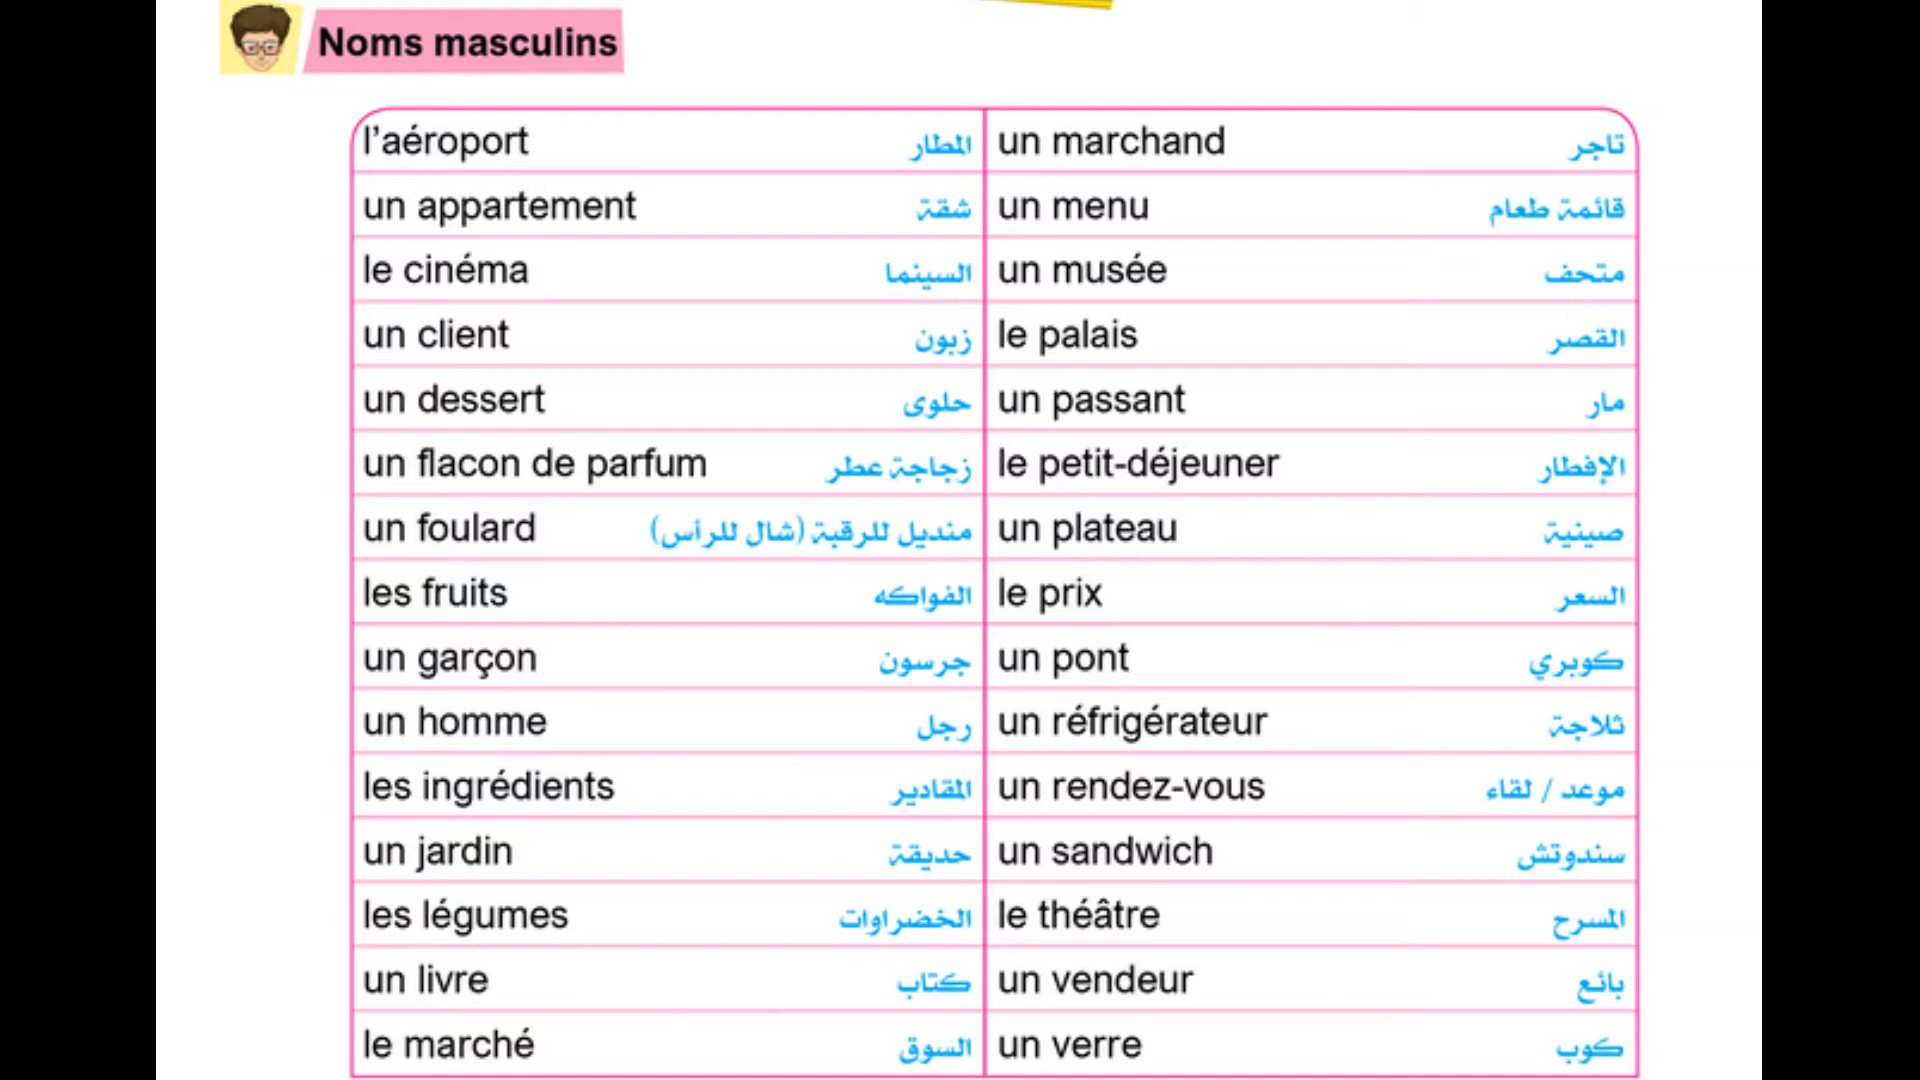 Noms masculins
l’aéroport المطار
un appartement شقة
le cinéma السينما
un client زبون
un dessert حلوى
un flacon de parfum زجاجة عطر
un foulard منديل للرقبة (شال للرأس)
les fruits الفواكه
un garçon جرسون
un homme رجل
les ingrédients المقادير
un jardin حديقة
les légumes الخضراوات
un livre كتاب
le marché السوق
un marchand تاجر
un menu قائمة طعام
un musée متحف
le palais القصر
un passant مار
le petit-déjeuner الإفطار
un plateau صينية
le prix السعر
un pont كوبري
un réfrigérateur ثلاجة
un rendez-vous موعد / لقاء
un sandwich سندوتش
le théâtre المسرح
un vendeur بائع
un verre كوب